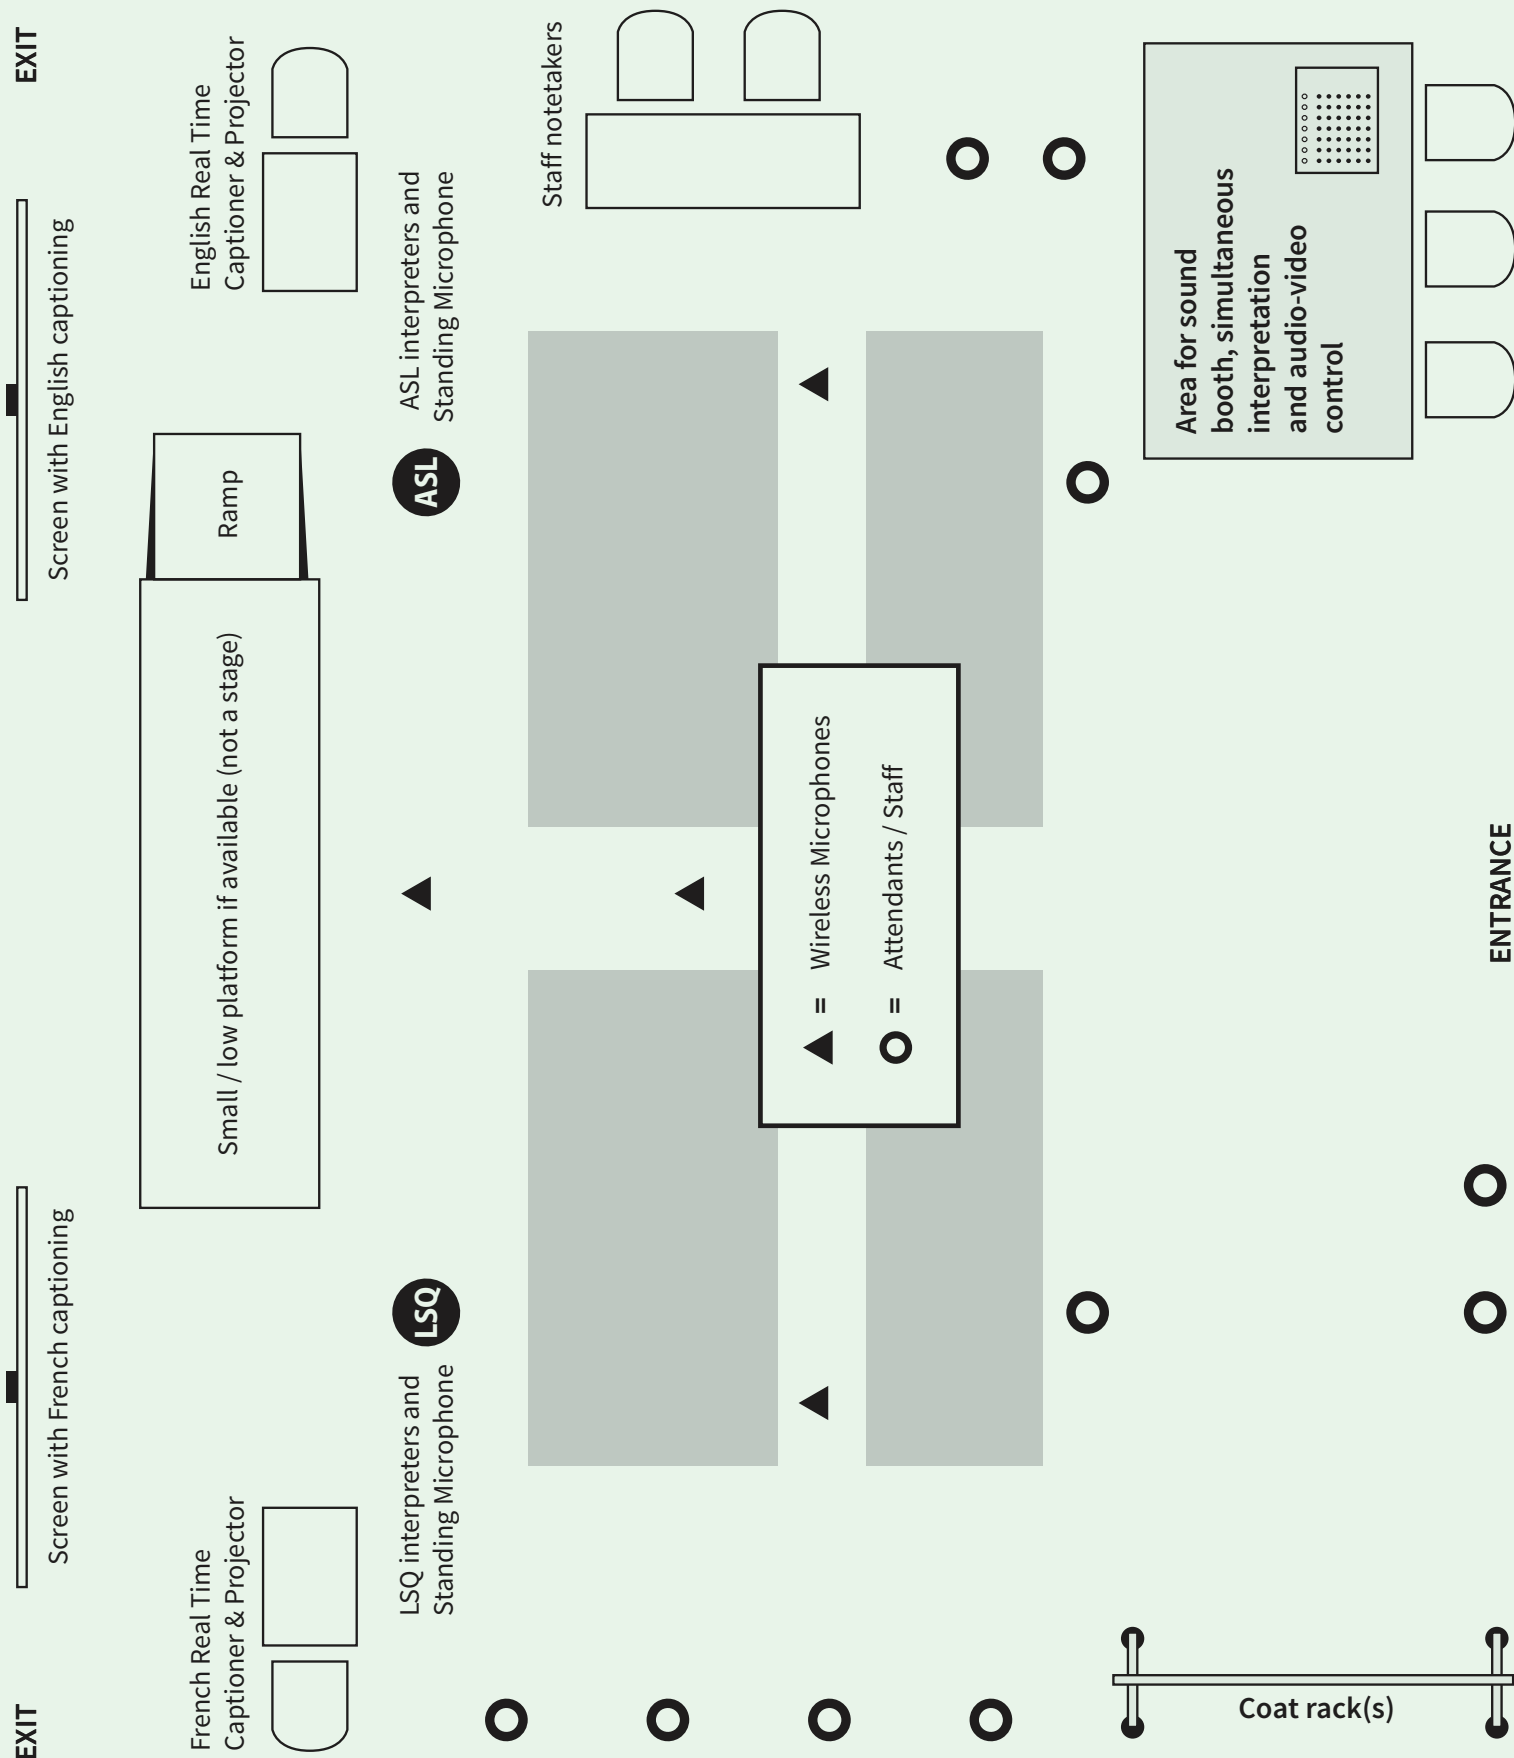 EXIT
EXIT
Screen with French captioning
Screen with English captioning
French Real Time
Captioner & Projector
Small / low platform if available (not a stage)
Ramp
English Real Time
Captioner & Projector
LSQ interpreters and
Standing Microphone
LSQ
ASL
ASL interpreters and
Standing Microphone
Staff notetakers
= Wireless Microphones
= Attendants / Staff
Area for sound
booth, simultaneous
interpretation
and audio-video
control
Coat rack(s)
ENTRANCE